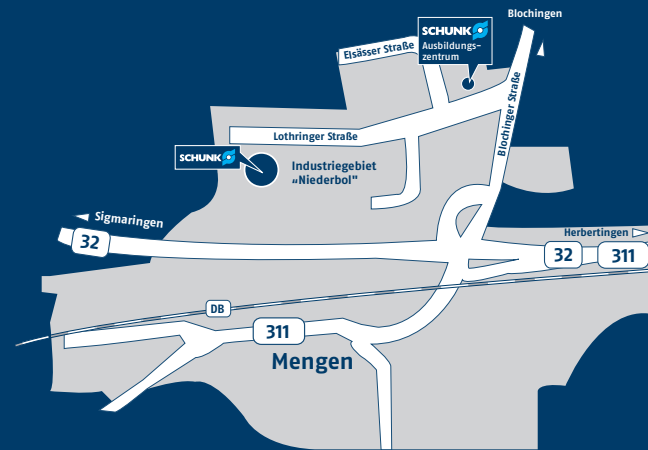 Blochingen
SCHUNK
Ausbildungs-
zentrum
Elsässer Straße
Blochinger Straße
Lothringer Straße
SCHUNK
Industriegebiet
„Niederbol"
Sigmaringen
32
Herbertingen
32
311
DB
311
Mengen